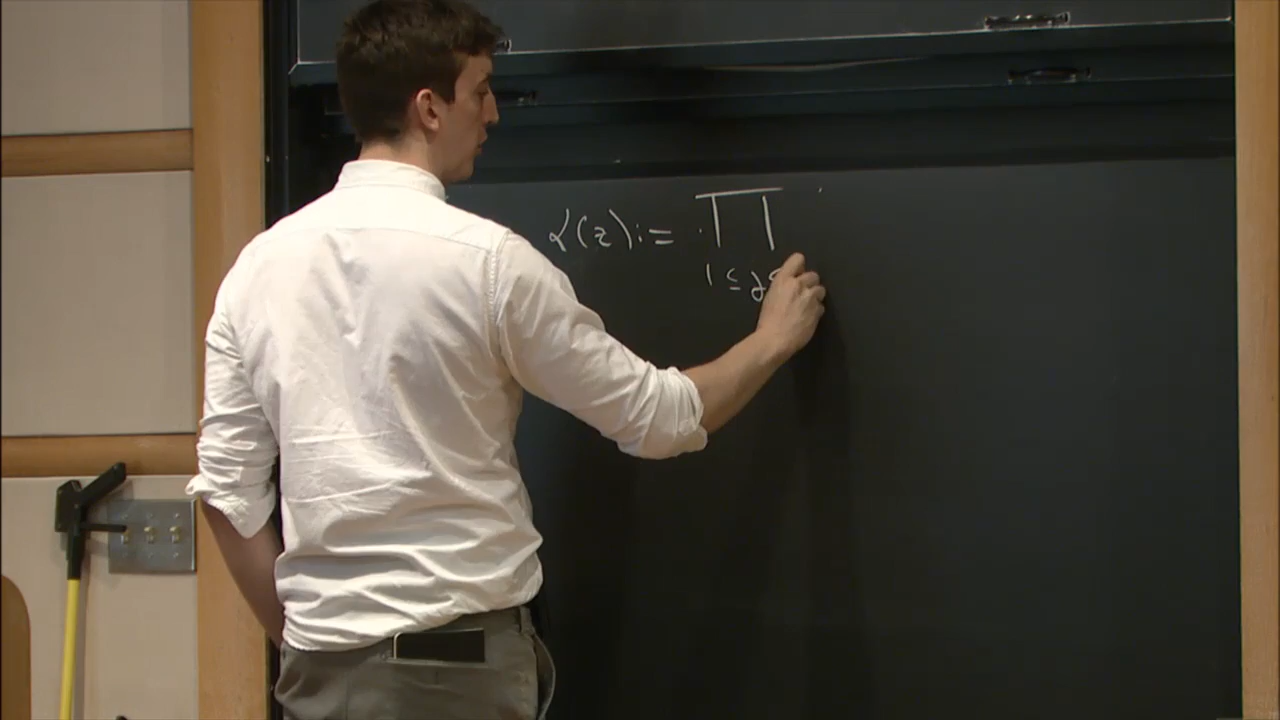 α(z) := ∏
1 ≤ j